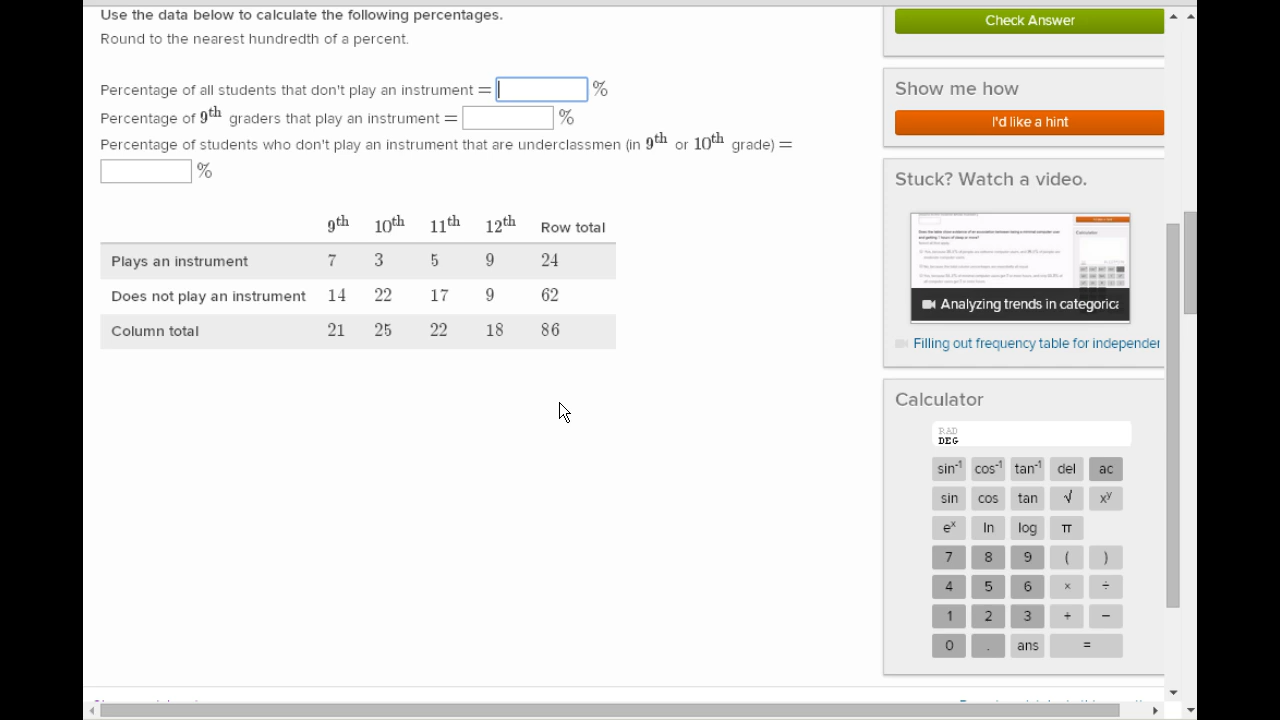 Use the data below to calculate the following percentages.
Round to the nearest hundredth of a percent.
Percentage of all students that don't play an instrument = %
Percentage of 9th graders that play an instrument = %
Percentage of students who don't play an instrument that are underclassmen (in 9th or 10th grade) =
%
9th 10th 11th 12th Row total
Plays an instrument 7 3 5 9 24
Does not play an instrument 14 22 17 9 62
Column total 21 25 22 18 86
Check Answer
Show me how
I'd like a hint
Stuck? Watch a video.
Analyzing trends in categorica
Filling out frequency table for independer
Calculator
RAD
DEG
sin-1 cos-1 tan-1 del ac
sin cos tan √ xy
ex ln log π
7 8 9 ( )
4 5 6 × ÷
1 2 3 + −
0 . ans =